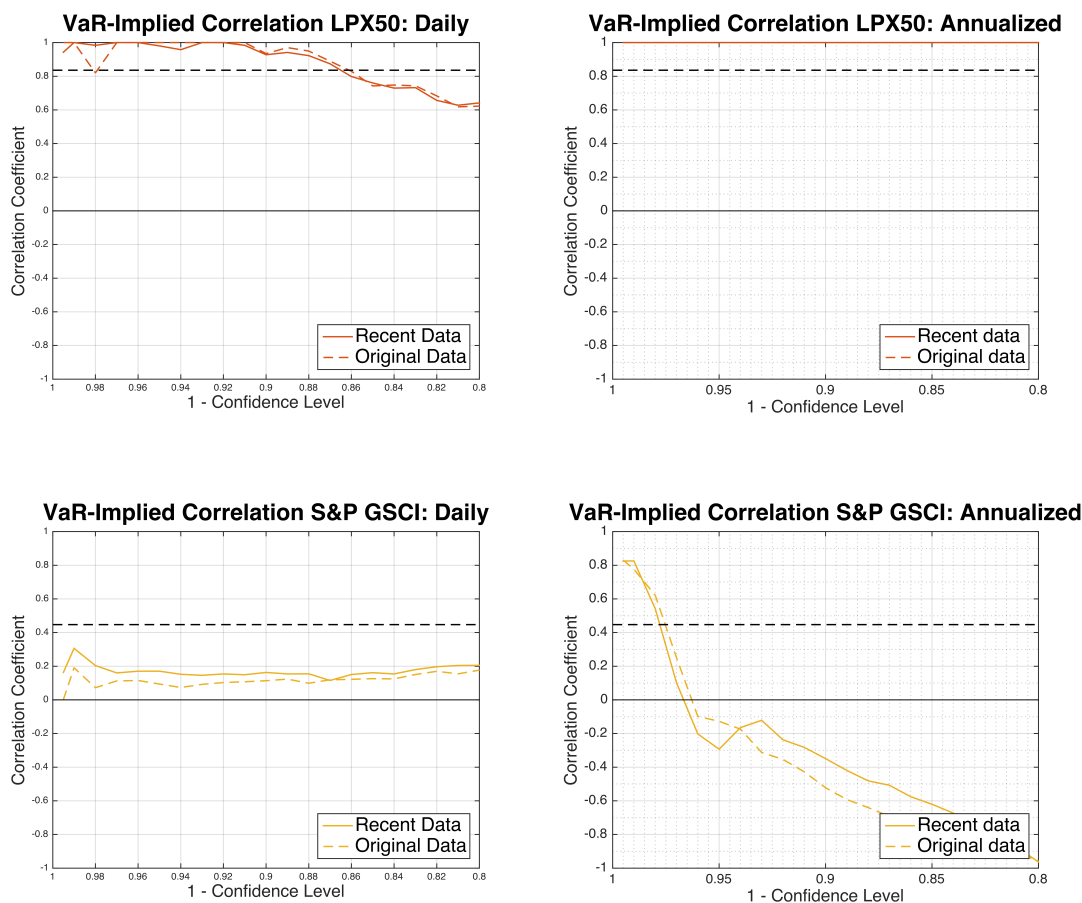 VaR-Implied Correlation LPX50: Daily
1
0.8
0.6
0.4
0.2
0
-0.2
-0.4
-0.6
-0.8
-1
Correlation Coefficient
Recent Data
Original Data
1 0.98 0.96 0.94 0.92 0.9 0.88 0.86 0.84 0.82 0.8
1 - Confidence Level
VaR-Implied Correlation LPX50: Annualized
1
0.8
0.6
0.4
0.2
0
-0.2
-0.4
-0.6
-0.8
-1
Correlation Coefficient
Recent data
Original data
1 0.95 0.9 0.85 0.8
1 - Confidence Level
VaR-Implied Correlation S&P GSCI: Daily
1
0.8
0.6
0.4
0.2
0
-0.2
-0.4
-0.6
-0.8
-1
Correlation Coefficient
Recent Data
Original Data
1 0.98 0.96 0.94 0.92 0.9 0.88 0.86 0.84 0.82 0.8
1 - Confidence Level
VaR-Implied Correlation S&P GSCI: Annualized
1
0.8
0.6
0.4
0.2
0
-0.2
-0.4
-0.6
-0.8
-1
Correlation Coefficient
Recent data
Original data
1 0.95 0.9 0.85 0.8
1 - Confidence Level